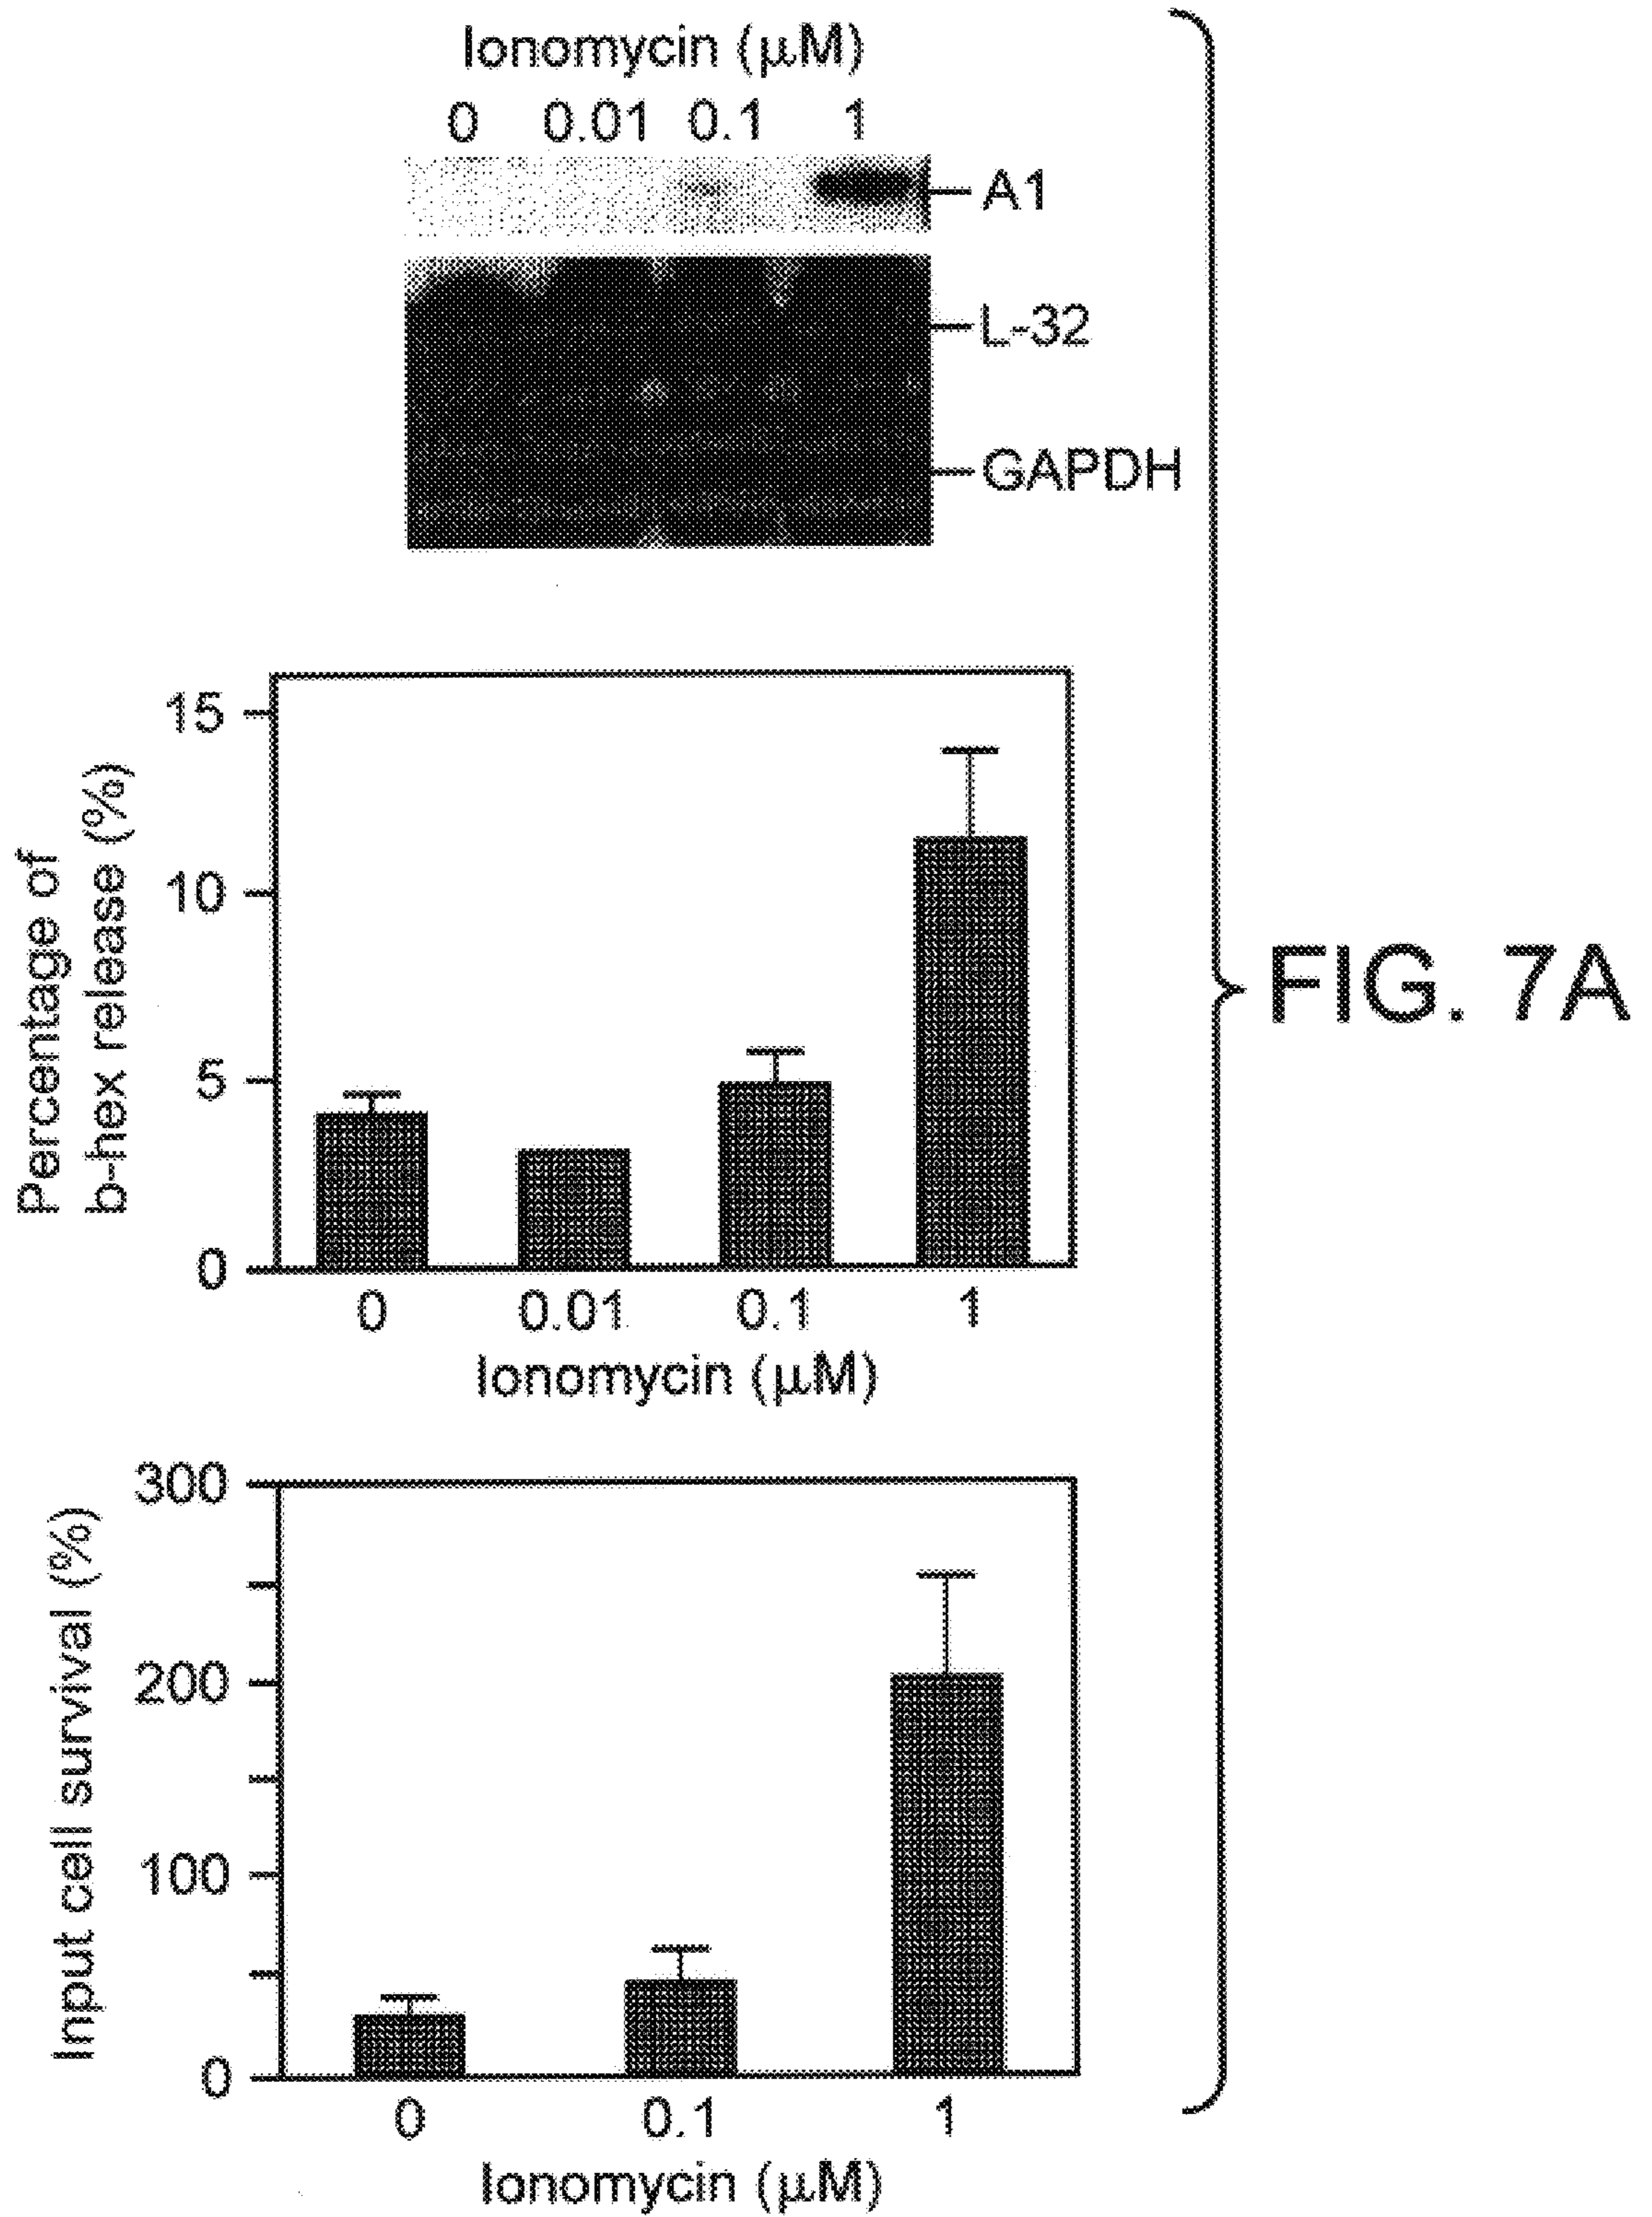 Ionomycin (μM)
0 0.01 0.1 1
A1
L-32
GAPDH
15
10
5
0
Percentage of
b-hex release (%)
0 0.01 0.1 1
Ionomycin (μM)
300
200
100
0
Input cell survival (%)
0 0.1 1
Ionomycin (μM)
FIG. 7A